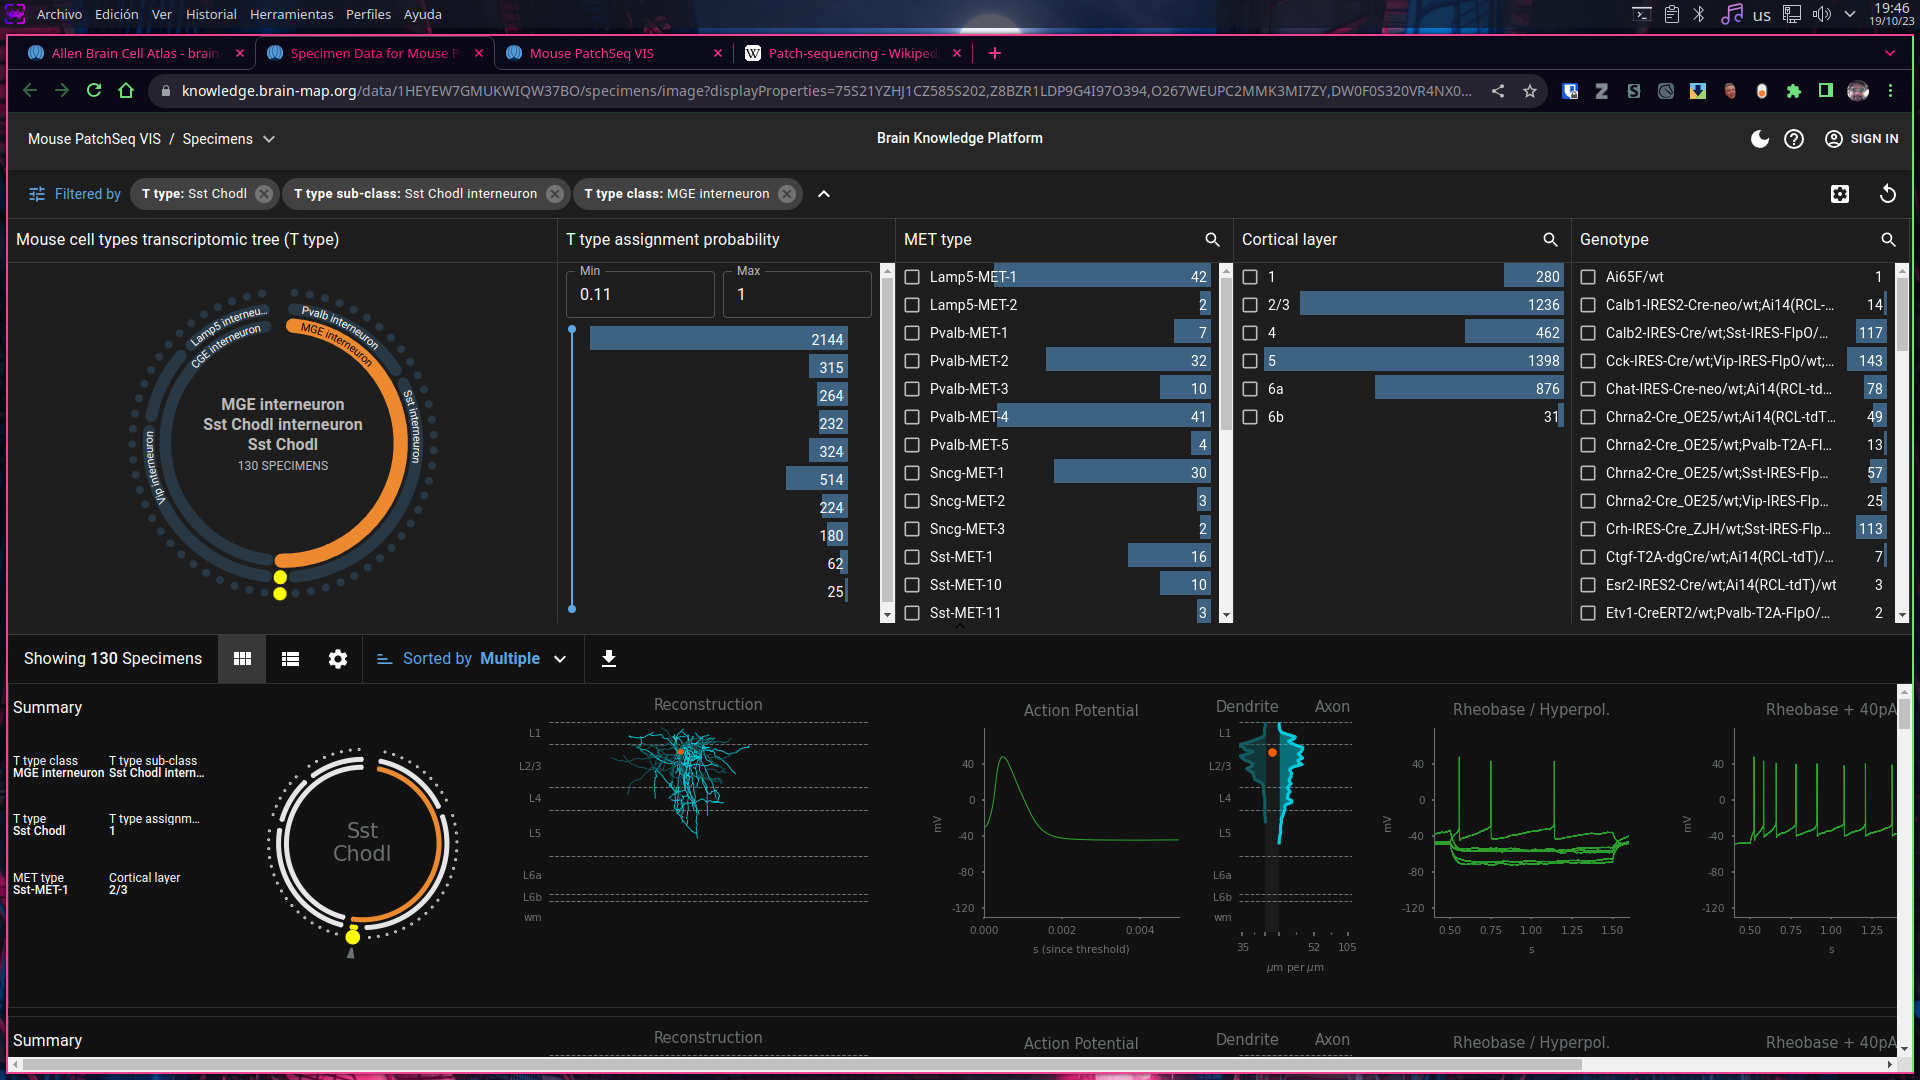 Archivo Edición Ver Historial Herramientas Perfiles Ayuda
us
19:46
19/10/23
Allen Brain Cell Atlas - brain-
Specimen Data for Mouse P
Mouse PatchSeq VIS
Patch-sequencing - Wikiped
knowledge.brain-map.org/data/1HEYEW7GMUKWIQW37BO/specimens/image?displayProperties=75S21YZHJ1CZ585S202,Z8BZR1LDP9G4I97O394,O267WEUPC2MMK3MI7ZY,DW0F0S320VR4NX0...
Mouse PatchSeq VIS / Specimens
Brain Knowledge Platform
SIGN IN
Filtered by
T type: Sst Chodl
T type sub-class: Sst Chodl interneuron
T type class: MGE interneuron
Mouse cell types transcriptomic tree (T type)
Lamp5 interneu...
CGE interneuron
Pvalb interneuron
MGE interneuron
Sst interneuron
Vip interneuron
MGE interneuron
Sst Chodl interneuron
Sst Chodl
130 SPECIMENS
T type assignment probability
Min
0.11
Max
1
2144
315
264
232
324
514
224
180
62
25
MET type
Lamp5-MET-1 42
Lamp5-MET-2 2
Pvalb-MET-1 7
Pvalb-MET-2 32
Pvalb-MET-3 10
Pvalb-MET-4 41
Pvalb-MET-5 4
Sncg-MET-1 30
Sncg-MET-2 3
Sncg-MET-3 2
Sst-MET-1 16
Sst-MET-10 10
Sst-MET-11 3
Cortical layer
1 280
2/3 1236
4 462
5 1398
6a 876
6b 31
Genotype
Ai65F/wt 1
Calb1-IRES2-Cre-neo/wt;Ai14(RCL-... 14
Calb2-IRES-Cre/wt;Sst-IRES-FlpO/... 117
Cck-IRES-Cre/wt;Vip-IRES-FlpO/wt;... 143
Chat-IRES-Cre-neo/wt;Ai14(RCL-td... 78
Chrna2-Cre_OE25/wt;Ai14(RCL-tdT... 49
Chrna2-Cre_OE25/wt;Pvalb-T2A-Fl... 13
Chrna2-Cre_OE25/wt;Sst-IRES-Flp... 57
Chrna2-Cre_OE25/wt;Vip-IRES-Flp... 25
Crh-IRES-Cre_ZJH/wt;Sst-IRES-Flp... 113
Ctgf-T2A-dgCre/wt;Ai14(RCL-tdT)/... 7
Esr2-IRES2-Cre/wt;Ai14(RCL-tdT)/wt 3
Etv1-CreERT2/wt;Pvalb-T2A-FlpO/... 2
Showing 130 Specimens
Sorted by Multiple
Summary
T type class
MGE interneuron
T type sub-class
Sst Chodl intern...
T type
Sst Chodl
T type assignm...
1
MET type
Sst-MET-1
Cortical layer
2/3
Sst
Chodl
Reconstruction
L1
L2/3
L4
L5
L6a
L6b
wm
Action Potential
mV
40
0
-40
-80
-120
0.000 0.002 0.004
s (since threshold)
Dendrite Axon
L1
L2/3
L4
L5
L6a
L6b
wm
35 52 105
µm per µm
Rheobase / Hyperpol.
mV
40
0
-40
-80
-120
0.50 0.75 1.00 1.25 1.50
s
Rheobase + 40pA
mV
40
0
-40
-80
-120
0.50 0.75 1.00 1.25
s
Summary
Reconstruction
Action Potential
Dendrite Axon
Rheobase / Hyperpol.
Rheobase + 40pA